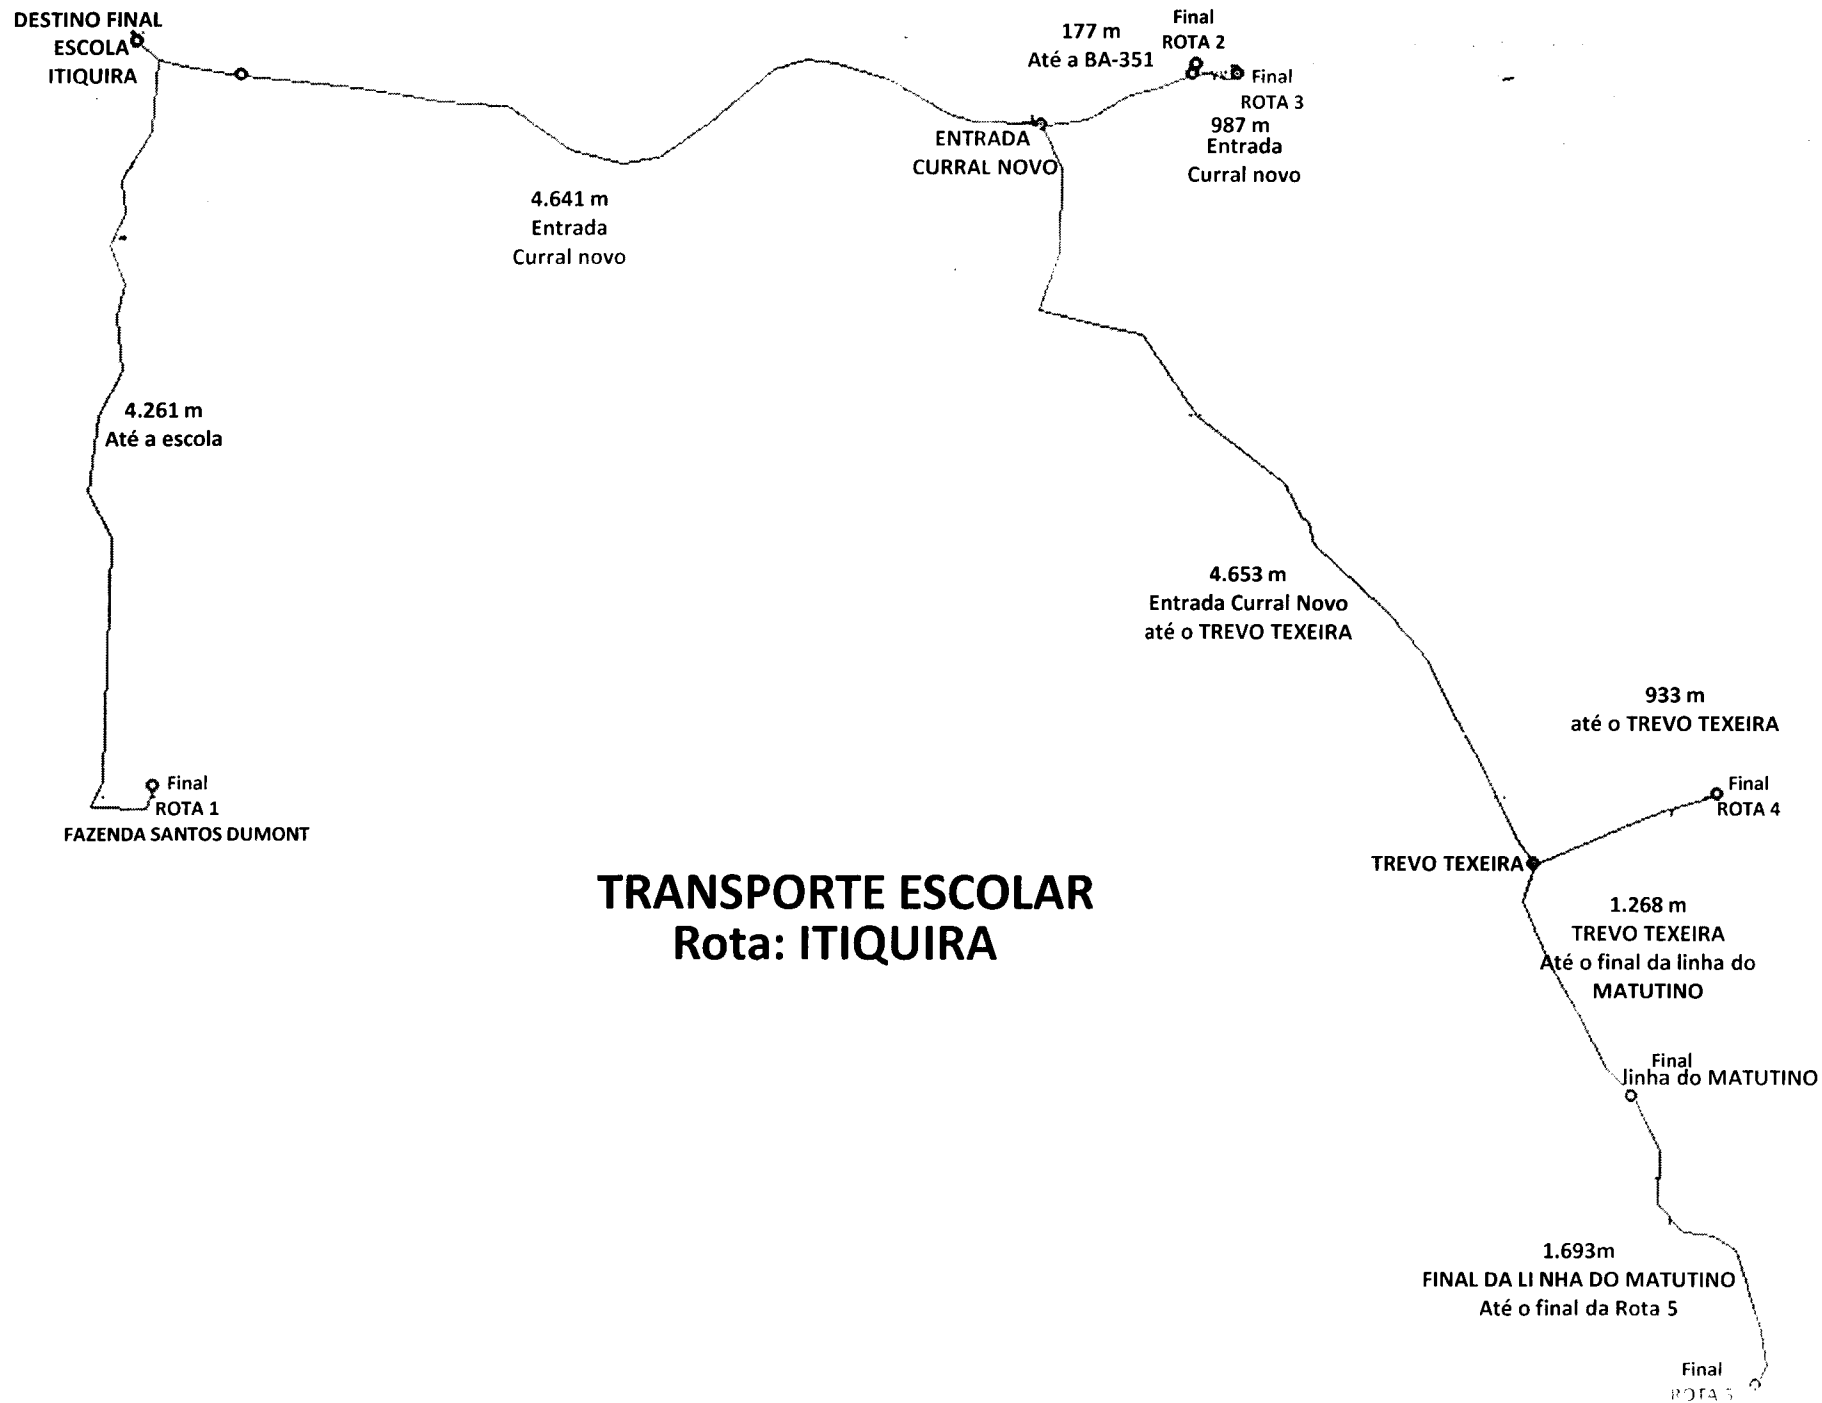 DESTINO FINAL
ESCOLA
ITIQUIRA
177 m
Até a BA-351
Final
ROTA 2
Final
ROTA 3
987 m
Entrada
Curral novo
ENTRADA
CURRAL NOVO
4.641 m
Entrada
Curral novo
4.261 m
Até a escola
4.653 m
Entrada Curral Novo
até o TREVO TEXEIRA
933 m
até o TREVO TEXEIRA
Final
ROTA 1
FAZENDA SANTOS DUMONT
Final
ROTA 4
TREVO TEXEIRA
TRANSPORTE ESCOLAR
Rota: ITIQUIRA
1.268 m
TREVO TEXEIRA
Até o final da linha do
MATUTINO
Final
linha do MATUTINO
1.693m
FINAL DA LI NHA DO MATUTINO
Até o final da Rota 5
Final
ROTA 5